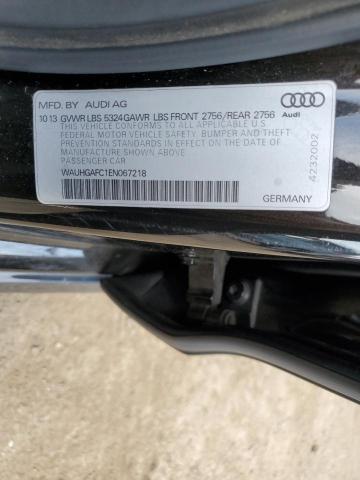 MFD. BY AUDI AG
10 13 GVWR LBS 5324 GAWR LBS FRONT 2756/REAR 2756
THIS VEHICLE CONFORMS TO ALL APPLICABLE U.S.
FEDERAL MOTOR VEHICLE SAFETY, BUMPER AND THEFT
PREVENTION STANDARDS IN EFFECT ON THE DATE OF
MANUFACTURE SHOWN ABOVE.
PASSENGER CAR
WAUHGAFC1EN067218
GERMANY
Audi
4232002